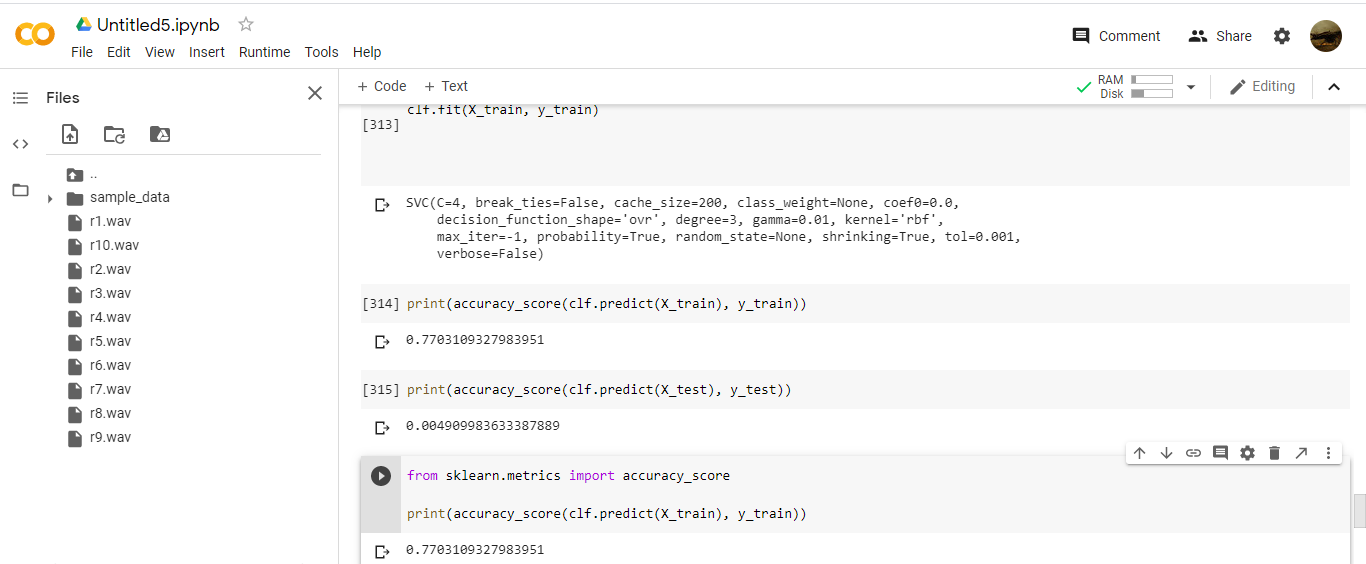 Untitled5.ipynb
File Edit View Insert Runtime Tools Help
Comment
Share
Files
+ Code + Text
RAM
Disk
Editing
..
sample_data
r1.wav
r10.wav
r2.wav
r3.wav
r4.wav
r5.wav
r6.wav
r7.wav
r8.wav
r9.wav
clf.fit(X_train, y_train)
[313]
SVC(C=4, break_ties=False, cache_size=200, class_weight=None, coef0=0.0,
decision_function_shape='ovr', degree=3, gamma=0.01, kernel='rbf',
max_iter=-1, probability=True, random_state=None, shrinking=True, tol=0.001,
verbose=False)
[314] print(accuracy_score(clf.predict(X_train), y_train))
0.7703109327983951
[315] print(accuracy_score(clf.predict(X_test), y_test))
0.004909983633387889
from sklearn.metrics import accuracy_score
print(accuracy_score(clf.predict(X_train), y_train))
0.7703109327983951